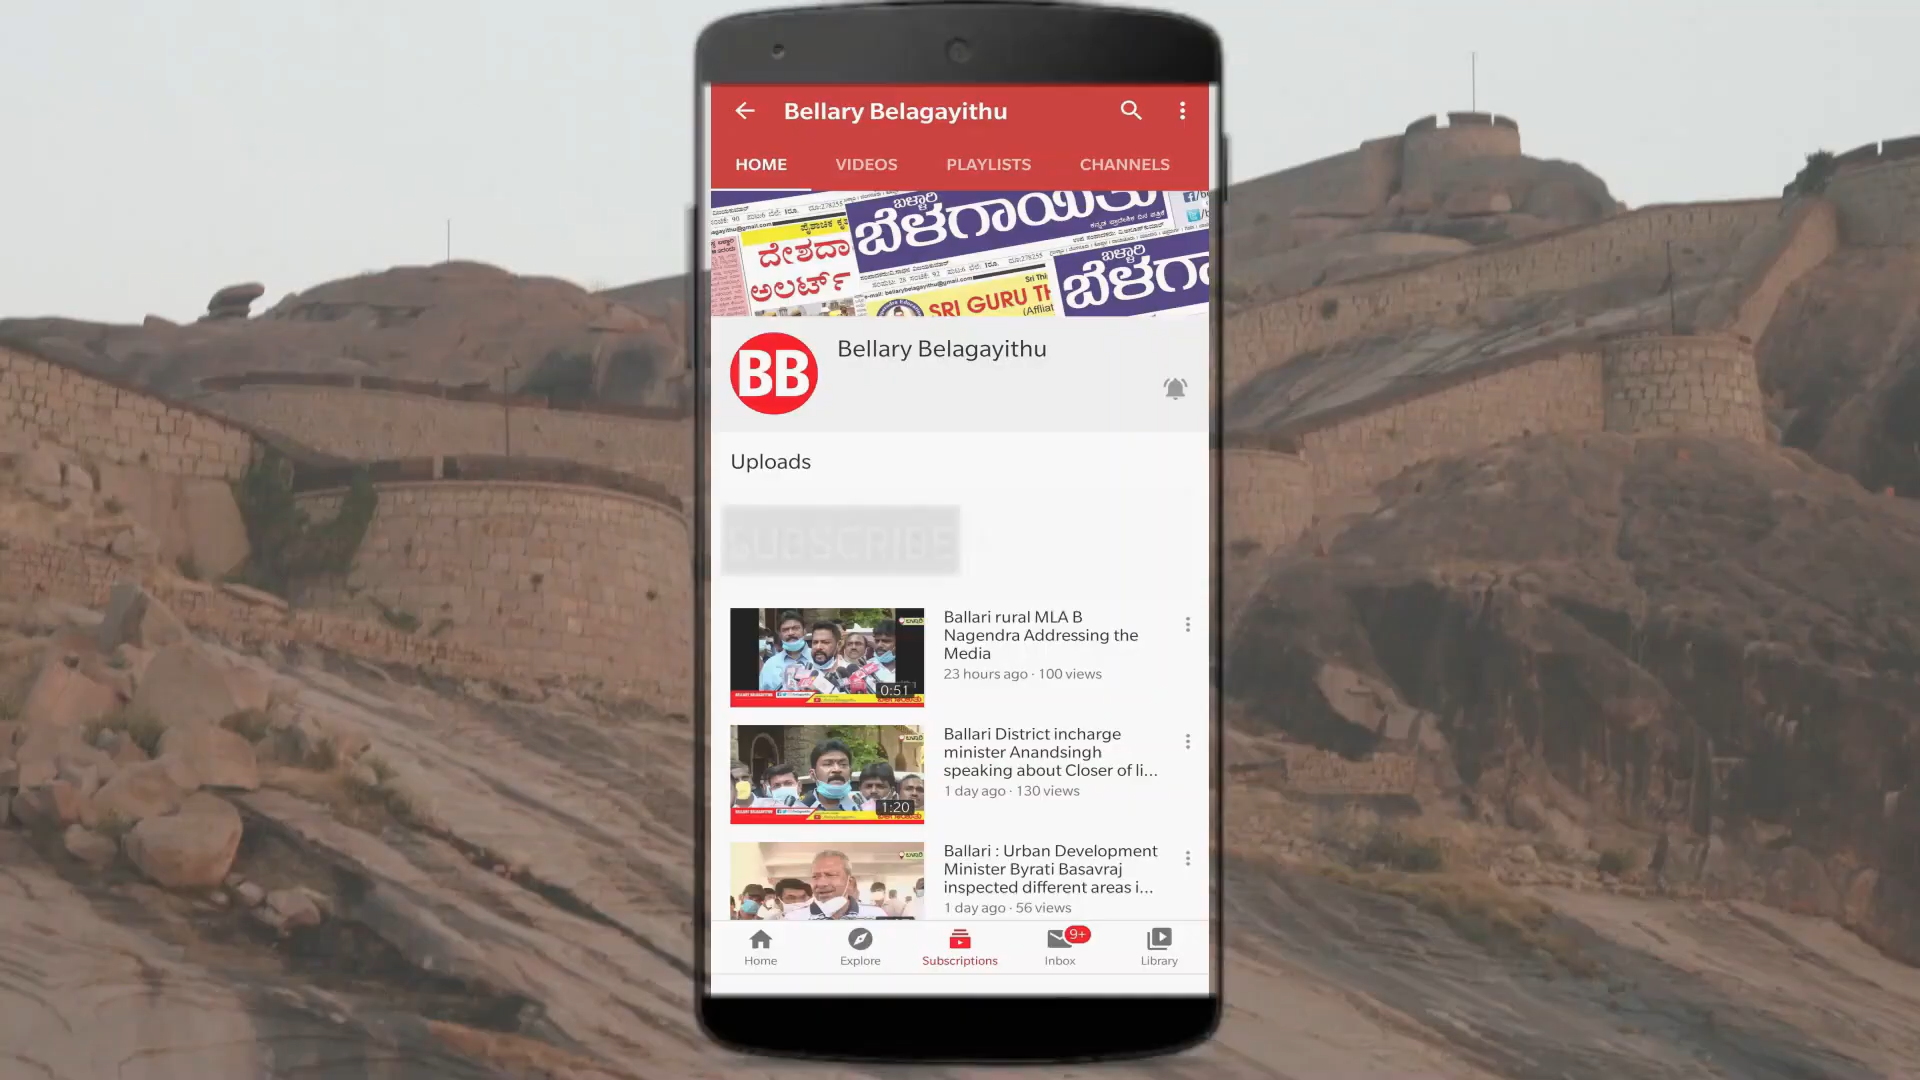 Bellary Belagayithu
HOME VIDEOS PLAYLISTS CHANNELS
ಬಳ್ಳಾರಿ
ಬೆಳಗಾಯಿತು
ದೇಶದಾ
ಅಲರ್ಟ್
SRI GURU TH
(Affliat
ಬಳ್ಳಾರಿ
ಬೆಳಗಾ
BB
Bellary Belagayithu
Uploads
SUBSCRIBE
Ballari rural MLA B
Nagendra Addressing the
Media
23 hours ago · 100 views
0:51
Ballari District incharge
minister Anandsingh
speaking about Closer of li...
1 day ago · 130 views
1:20
Ballari : Urban Development
Minister Byrati Basavraj
inspected different areas i...
1 day ago · 56 views
9+
Home Explore Subscriptions Inbox Library